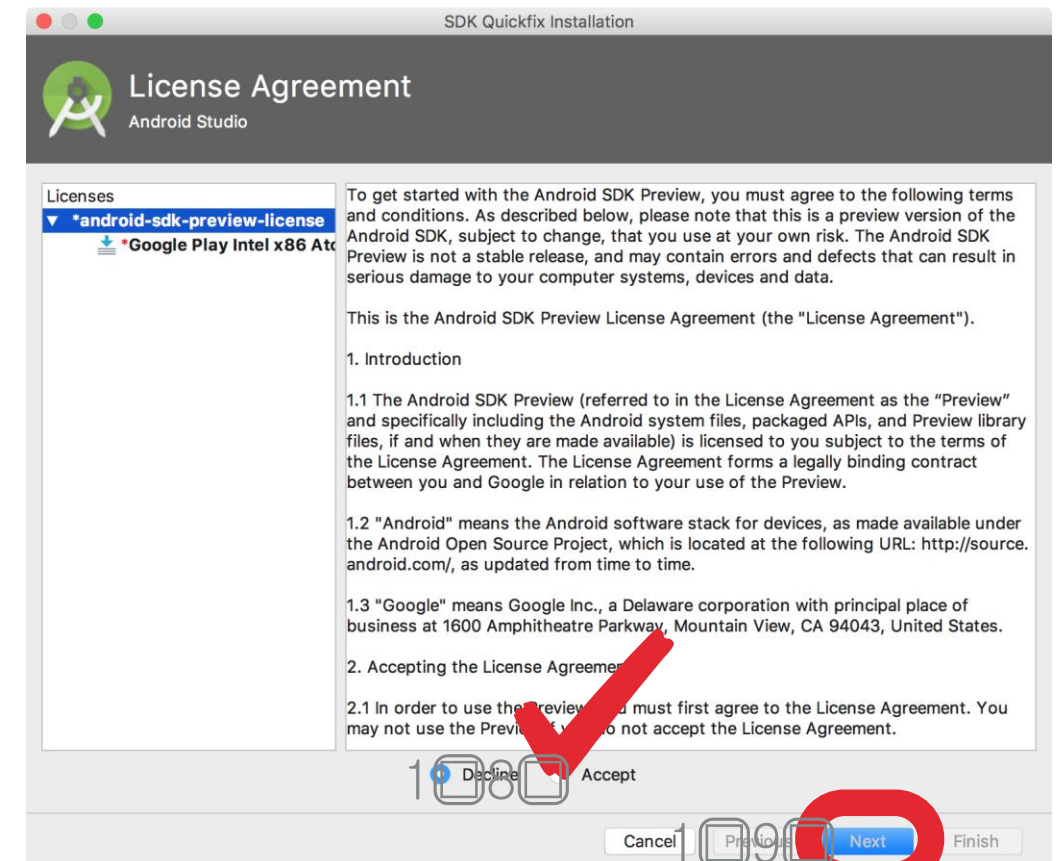 SDK Quickfix Installation
License Agreement
Android Studio
Licenses
*android-sdk-preview-license
*Google Play Intel x86 Ato
To get started with the Android SDK Preview, you must agree to the following terms
and conditions. As described below, please note that this is a preview version of the
Android SDK, subject to change, that you use at your own risk. The Android SDK
Preview is not a stable release, and may contain errors and defects that can result in
serious damage to your computer systems, devices and data.
This is the Android SDK Preview License Agreement (the "License Agreement").
1. Introduction
1.1 The Android SDK Preview (referred to in the License Agreement as the “Preview”
and specifically including the Android system files, packaged APIs, and Preview library
files, if and when they are made available) is licensed to you subject to the terms of
the License Agreement. The License Agreement forms a legally binding contract
between you and Google in relation to your use of the Preview.
1.2 "Android" means the Android software stack for devices, as made available under
the Android Open Source Project, which is located at the following URL: http://source.
android.com/, as updated from time to time.
1.3 "Google" means Google Inc., a Delaware corporation with principal place of
business at 1600 Amphitheatre Parkway, Mountain View, CA 94043, United States.
2. Accepting the License Agreement
2.1 In order to use the Preview, must first agree to the License Agreement. You
may not use the Preview not accept the License Agreement.
Decline Accept
1 8
Cancel Previous Next Finish
1 9